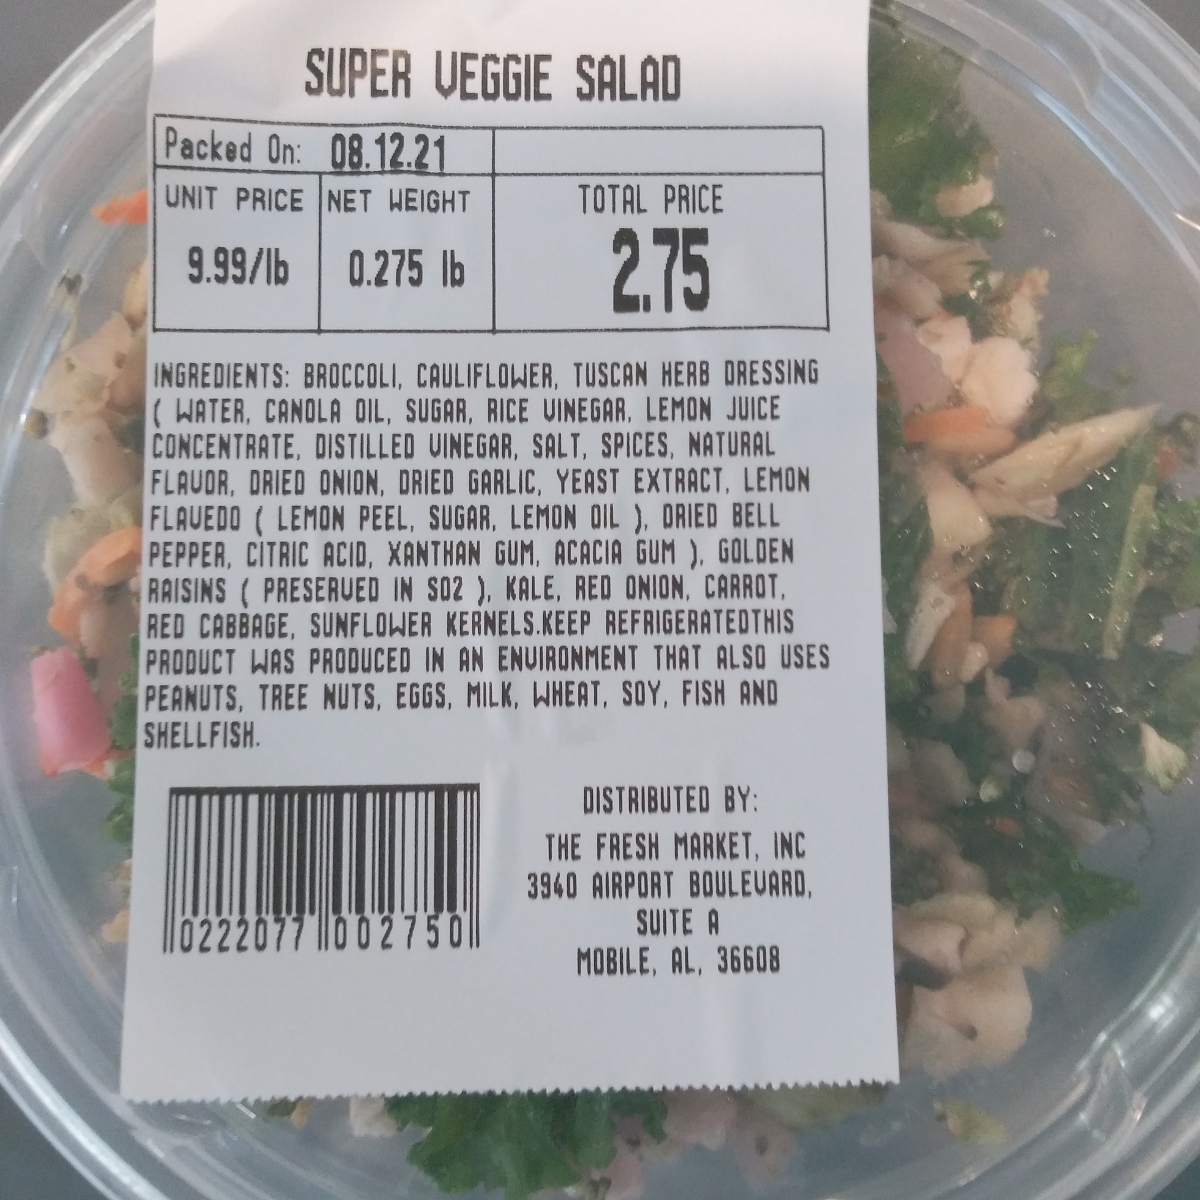 SUPER VEGGIE SALAD
Packed On: 08.12.21
UNIT PRICE NET WEIGHT TOTAL PRICE
9.99/lb 0.275 lb 2.75
INGREDIENTS: BROCCOLI, CAULIFLOWER, TUSCAN HERB DRESSING
( WATER, CANOLA OIL, SUGAR, RICE VINEGAR, LEMON JUICE
CONCENTRATE, DISTILLED VINEGAR, SALT, SPICES, NATURAL
FLAVOR, DRIED ONION, DRIED GARLIC, YEAST EXTRACT, LEMON
FLAVEDO ( LEMON PEEL, SUGAR, LEMON OIL ), DRIED BELL
PEPPER, CITRIC ACID, XANTHAN GUM, ACACIA GUM ), GOLDEN
RAISINS ( PRESERVED IN SO2 ), KALE, RED ONION, CARROT,
RED CABBAGE, SUNFLOWER KERNELS.KEEP REFRIGERATEDTHIS
PRODUCT WAS PRODUCED IN AN ENVIRONMENT THAT ALSO USES
PEANUTS, TREE NUTS, EGGS, MILK, WHEAT, SOY, FISH AND
SHELLFISH.
0222077 002750
DISTRIBUTED BY:
THE FRESH MARKET, INC
3940 AIRPORT BOULEVARD,
SUITE A
MOBILE, AL, 36608